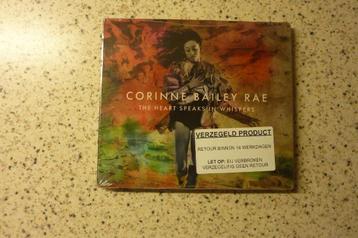 CORINNE BAILEY RAE
THE HEART SPEAKS IN WHISPERS
VERZEGELD PRODUCT
RETOUR BINNEN 14 WERKDAGEN
LET OP: BIJ VERBROKEN
VERZEGELING GEEN RETOUR